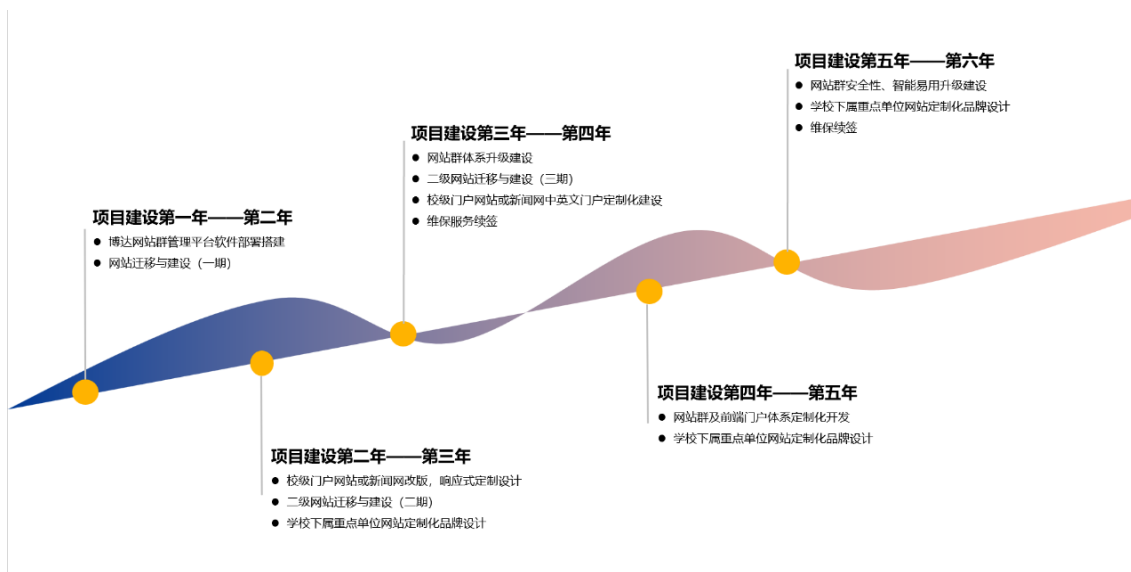 项目建设第一年——第二年
博达网站群管理平台软件部署搭建
网站迁移与建设（一期）
项目建设第二年——第三年
校级门户网站或新闻网改版，响应式定制设计
二级网站迁移与建设（二期）
学校下属重点单位网站定制化品牌设计
项目建设第三年——第四年
网站群体系升级建设
二级网站迁移与建设（三期）
校级门户网站或新闻网中英文门户定制化建设
维保服务续签
项目建设第四年——第五年
网站群及前端门户体系定制化开发
学校下属重点单位网站定制化品牌设计
项目建设第五年——第六年
网站群安全性、智能易用升级建设
学校下属重点单位网站定制化品牌设计
维保续签